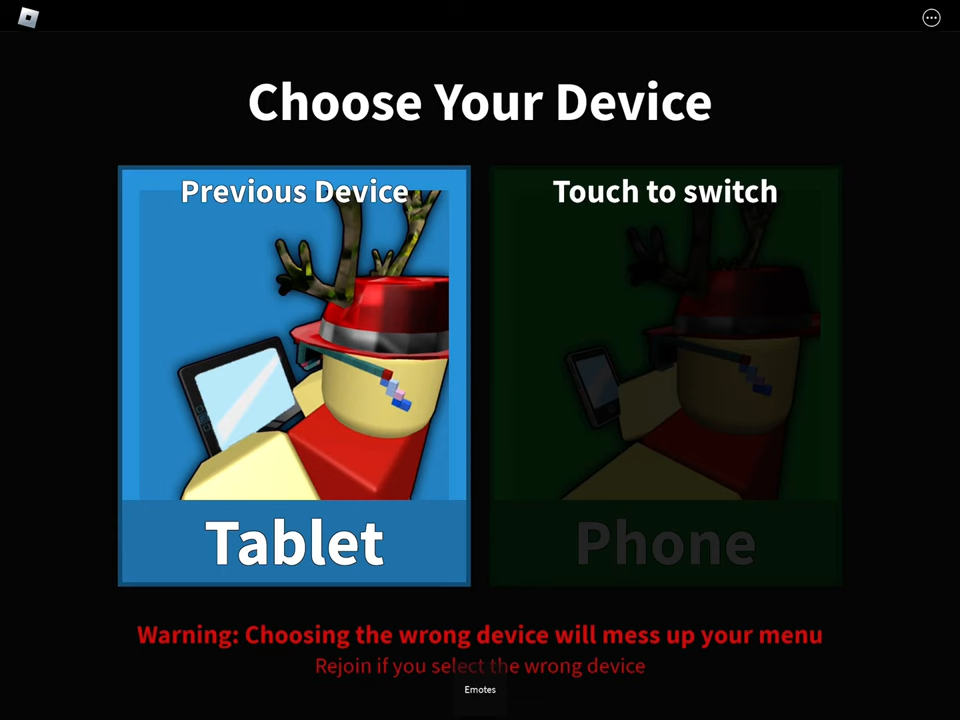 Choose Your Device
Previous Device
Tablet
Touch to switch
Phone
Warning: Choosing the wrong device will mess up your menu
Rejoin if you select the wrong device
Emotes